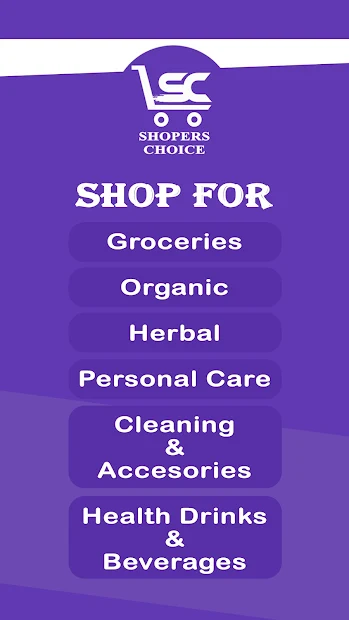 SC
SHOPERS
CHOICE
SHOP FOR
Groceries
Organic
Herbal
Personal Care
Cleaning
&
Accesories
Health Drinks
&
Beverages